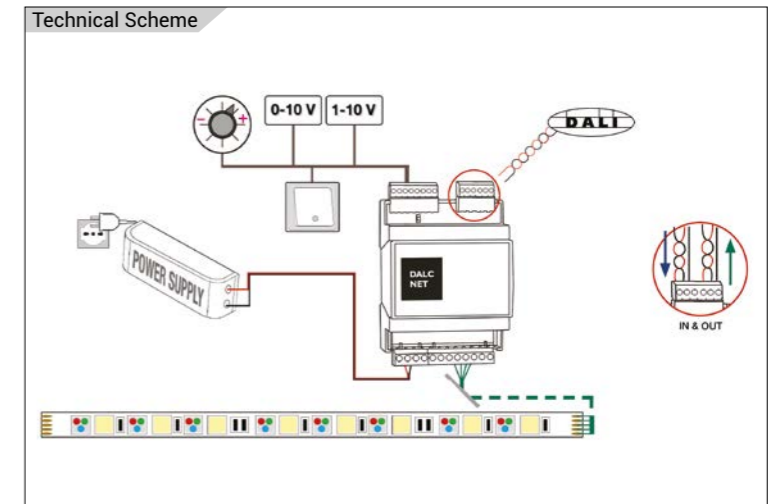 Technical Scheme
- +
0-10 V
1-10 V
DALI
POWER SUPPLY
DALC
NET
IN & OUT